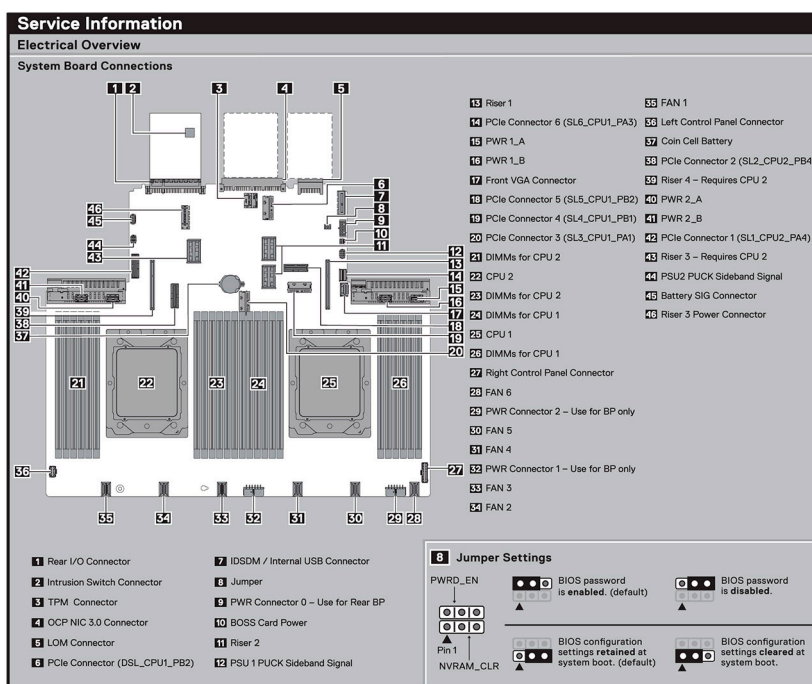 Service Information
Electrical Overview
System Board Connections
1 2 3 4 5
6
7
8
9
10
11
12
13
14
15
16
17
18
19
20
46
45
44
43
42
41
40
39
38
37
21 22 23 24 25 26
36 27
35 34 33 32 31 30 29 28
13 Riser 1
14 PCIe Connector 6 (SL6_CPU1_PA3)
15 PWR 1_A
16 PWR 1_B
17 Front VGA Connector
18 PCIe Connector 5 (SL5_CPU1_PB2)
19 PCIe Connector 4 (SL4_CPU1_PB1)
20 PCIe Connector 3 (SL3_CPU1_PA1)
21 DIMMs for CPU 2
22 CPU 2
23 DIMMs for CPU 2
24 DIMMs for CPU 1
25 CPU 1
26 DIMMs for CPU 1
27 Right Control Panel Connector
28 FAN 6
29 PWR Connector 2 – Use for BP only
30 FAN 5
31 FAN 4
32 PWR Connector 1 – Use for BP only
33 FAN 3
34 FAN 2
35 FAN 1
36 Left Control Panel Connector
37 Coin Cell Battery
38 PCIe Connector 2 (SL2_CPU2_PB4
39 Riser 4 – Requires CPU 2
40 PWR 2_A
41 PWR 2_B
42 PCIe Connector 1 (SL1_CPU2_PA4)
43 Riser 3 – Requires CPU 2
44 PSU2 PUCK Sideband Signal
45 Battery SIG Connector
46 Riser 3 Power Connector
1 Rear I/O Connector
2 Intrusion Switch Connector
3 TPM Connector
4 OCP NIC 3.0 Connector
5 LOM Connector
6 PCIe Connector (DSL_CPU1_PB2)
7 IDSDM / Internal USB Connector
8 Jumper
9 PWR Connector 0 – Use for Rear BP
10 BOSS Card Power
11 Riser 2
12 PSU 1 PUCK Sideband Signal
8 Jumper Settings
PWRD_EN
Pin 1
NVRAM_CLR
BIOS password
is enabled. (default)
BIOS password
is disabled.
BIOS configuration
settings retained at
system boot. (default)
BIOS configuration
settings cleared at
system boot.